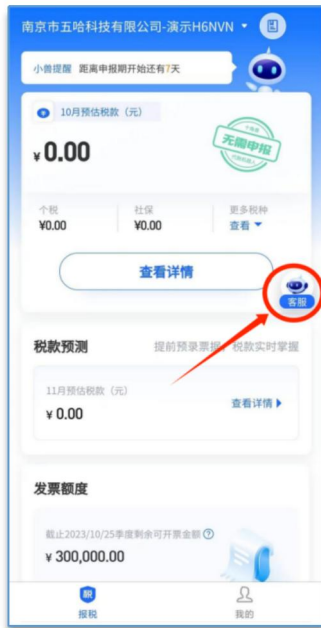 南京市五哈科技有限公司-演示H6NVN
小兽提醒 距离申报期开始还有7天
10月预估税款（元）
¥0.00
无需申报
个税
社保
更多税种
¥0.00
¥0.00
查看
查看详情
客服
税款预测
提前预录票据，税款实时掌握
11月预估税款（元）
¥0.00
查看详情
发票额度
截止2023/10/25季度剩余可开票金额
¥300,000.00
税
报税
我的